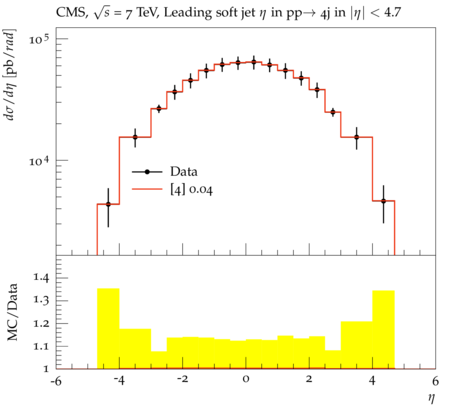 CMS, √s = 7 TeV, Leading soft jet η in pp→ 4j in |η| < 4.7
dσ/dη [pb/rad]
10^5
10^4
Data
[4] 0.04
MC/Data
1.4
1.3
1.2
1.1
1
-6 -4 -2 0 2 4 6
η